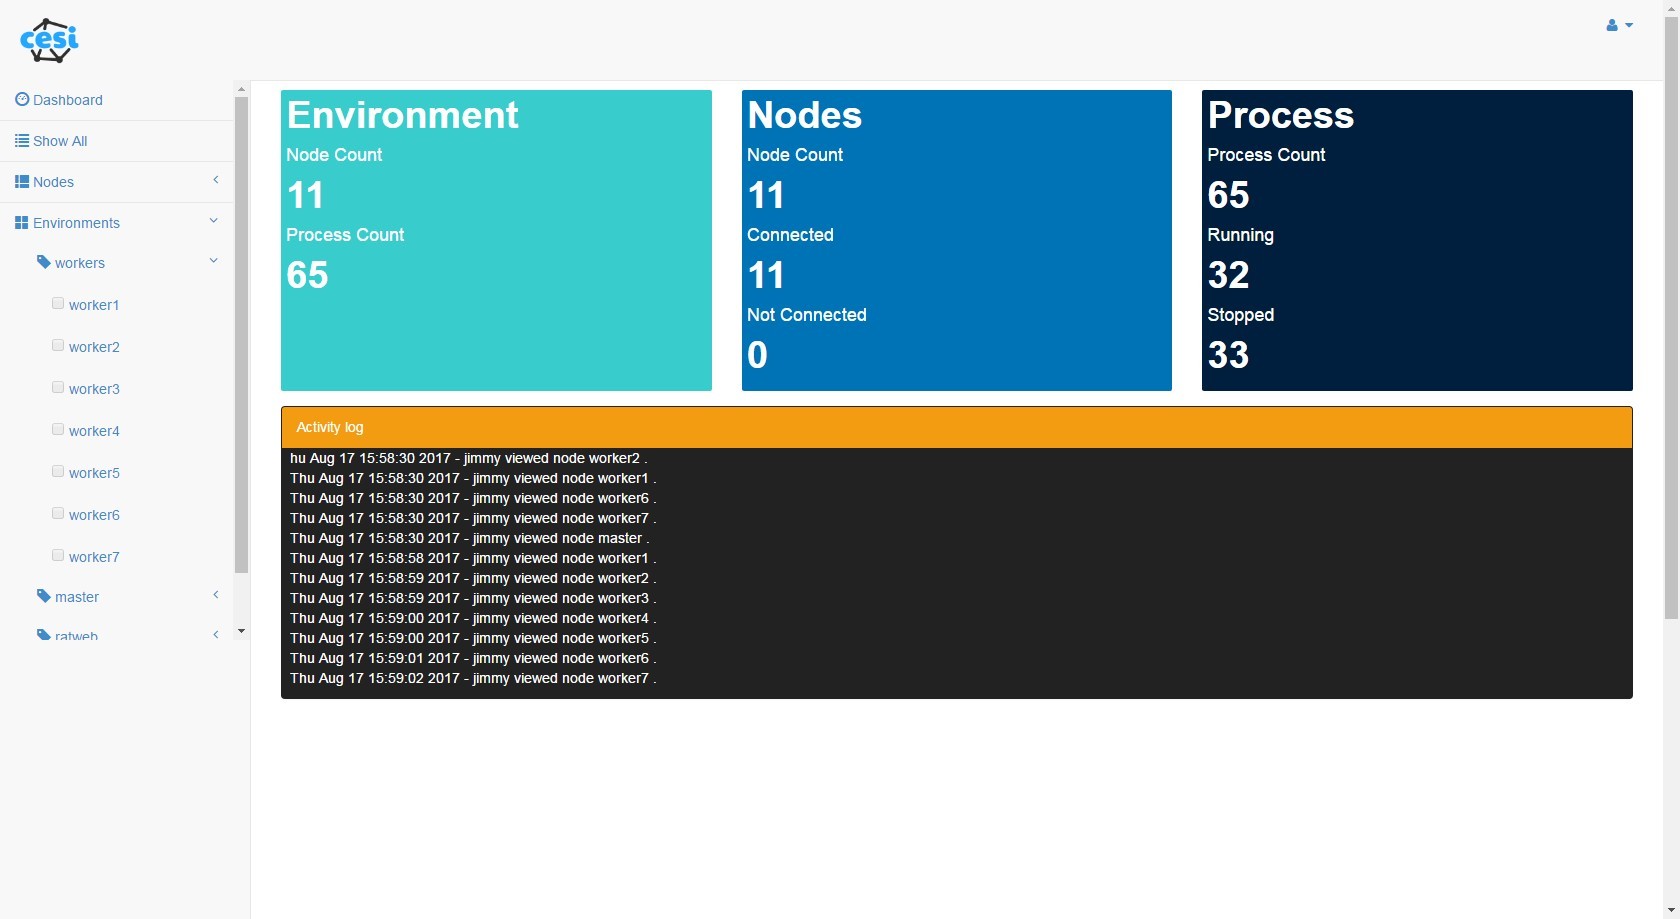 cesi
Dashboard
Show All
Nodes
Environments
workers
worker1
worker2
worker3
worker4
worker5
worker6
worker7
master
ratweb
Environment
Node Count
11
Process Count
65
Nodes
Node Count
11
Connected
11
Not Connected
0
Process
Process Count
65
Running
32
Stopped
33
Activity log
hu Aug 17 15:58:30 2017 - jimmy viewed node worker2 .
Thu Aug 17 15:58:30 2017 - jimmy viewed node worker1 .
Thu Aug 17 15:58:30 2017 - jimmy viewed node worker6 .
Thu Aug 17 15:58:30 2017 - jimmy viewed node worker7 .
Thu Aug 17 15:58:30 2017 - jimmy viewed node master .
Thu Aug 17 15:58:58 2017 - jimmy viewed node worker1 .
Thu Aug 17 15:58:59 2017 - jimmy viewed node worker2 .
Thu Aug 17 15:58:59 2017 - jimmy viewed node worker3 .
Thu Aug 17 15:59:00 2017 - jimmy viewed node worker4 .
Thu Aug 17 15:59:00 2017 - jimmy viewed node worker5 .
Thu Aug 17 15:59:01 2017 - jimmy viewed node worker6 .
Thu Aug 17 15:59:02 2017 - jimmy viewed node worker7 .